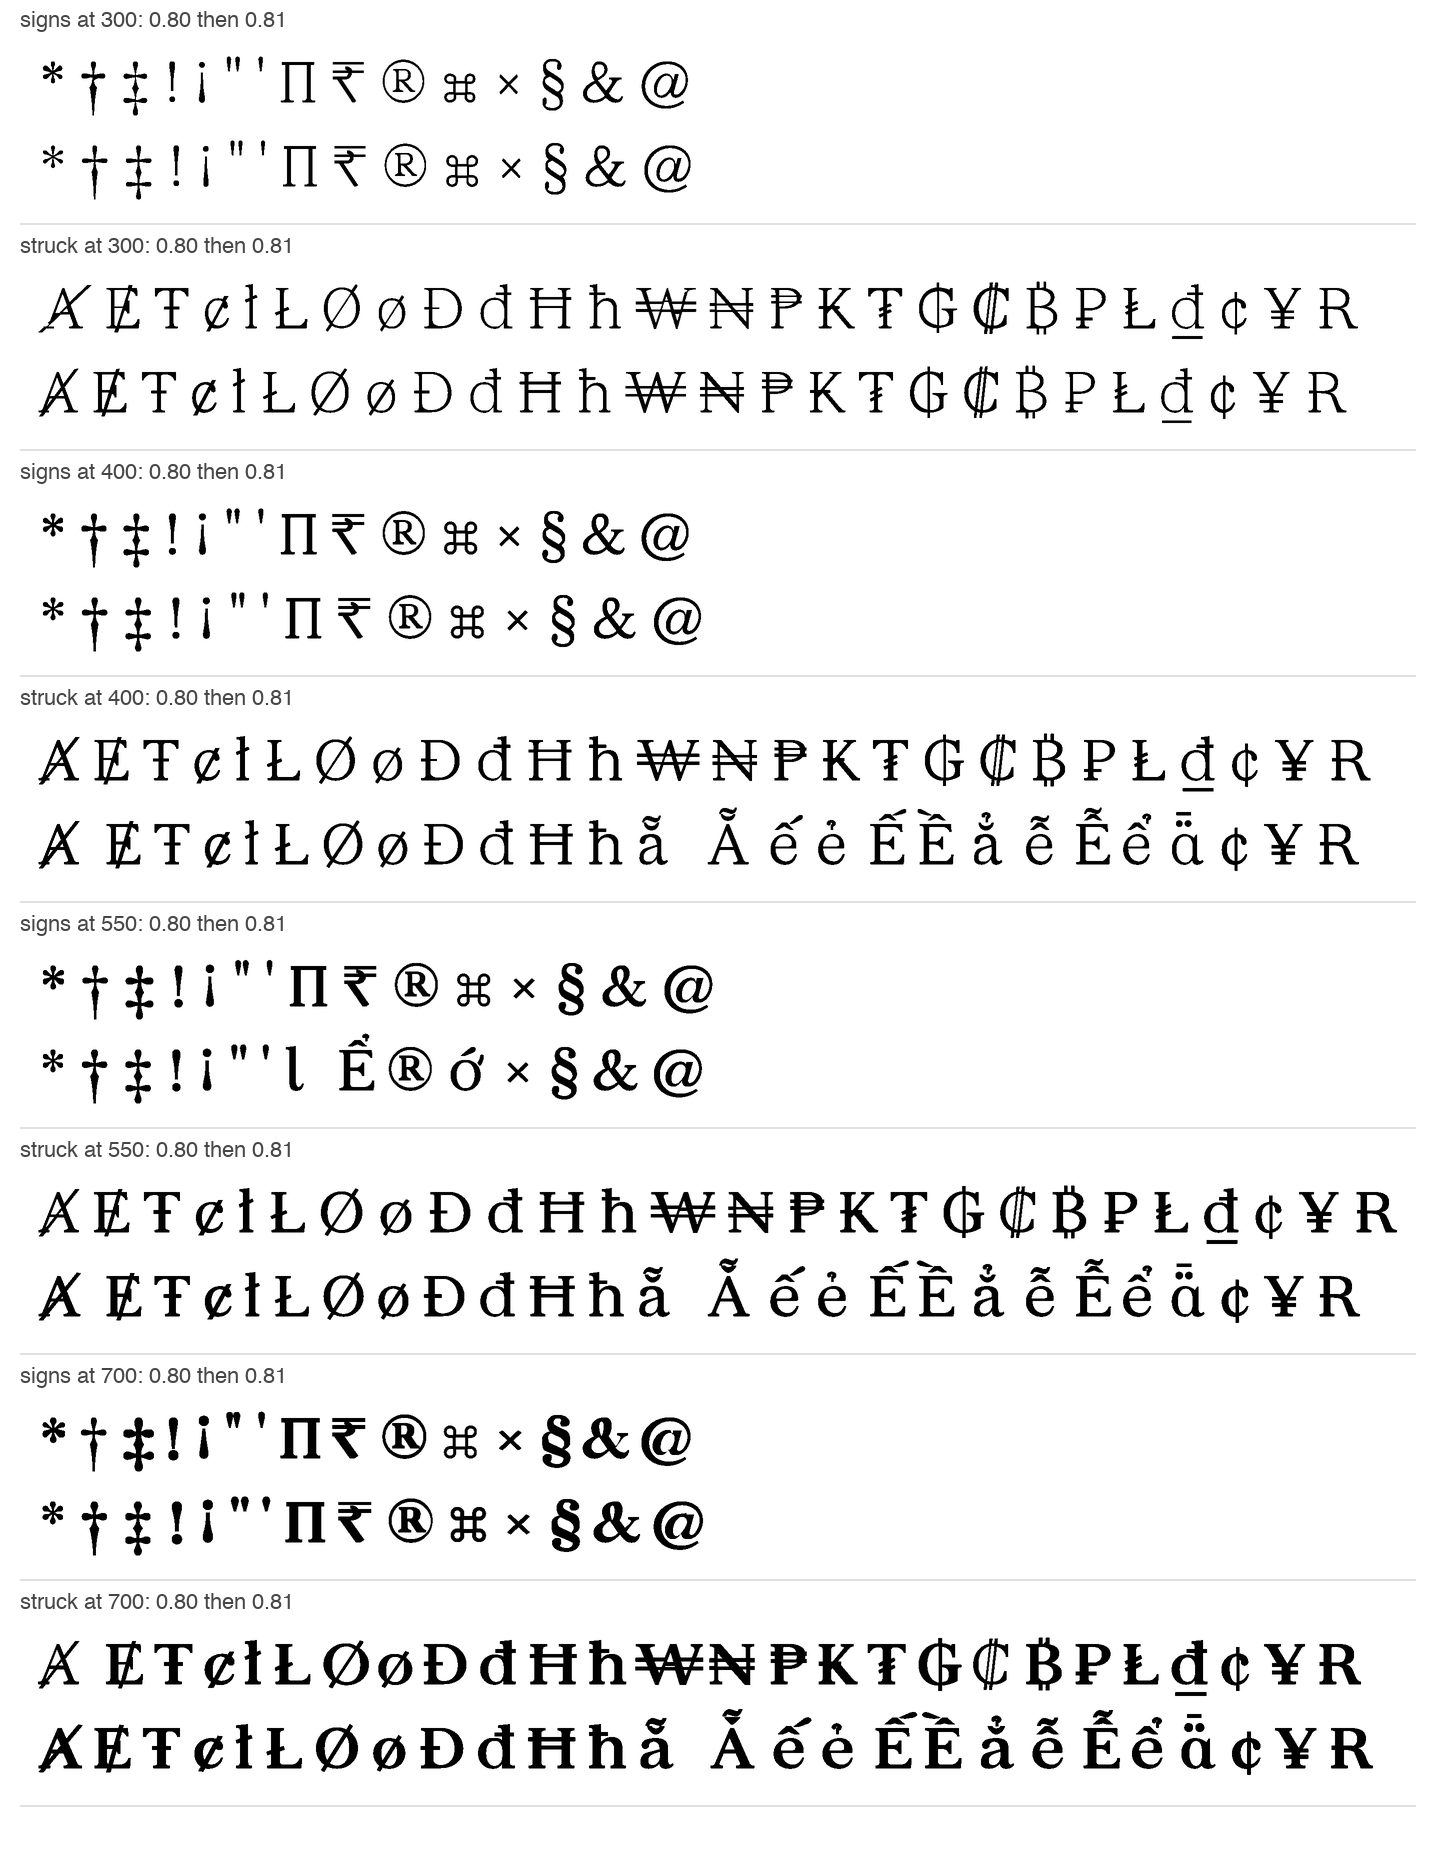 signs at 300: 0.80 then 0.81
* † ‡ ! ¡ " ' ∏ ₹ ® ⌘ × § & @
* † ‡ ! ¡ " ' ∏ ₹ ® ⌘ × § & @
struck at 300: 0.80 then 0.81
Ⱥ Ɇ Ŧ ȼ ł Ł Ø ø Đ đ Ħ ħ ₩ ₦ ₱ ₭ ₮ ₲ ₡ ₿ ₽ Ⱡ ₫ ¢ ¥ Ɍ
Ⱥ Ɇ Ŧ ȼ ł Ł Ø ø Đ đ Ħ ħ ₩ ₦ ₱ ₭ ₮ ₲ ₡ ₿ ₽ Ⱡ ₫ ¢ ¥ Ɍ
signs at 400: 0.80 then 0.81
* † ‡ ! ¡ " ' ∏ ₹ ® ⌘ × § & @
* † ‡ ! ¡ " ' ∏ ₹ ® ⌘ × § & @
struck at 400: 0.80 then 0.81
Ⱥ Ɇ Ŧ ȼ ł Ł Ø ø Đ đ Ħ ħ ₩ ₦ ₱ ₭ ₮ ₲ ₡ ₿ ₽ Ⱡ ₫ ¢ ¥ Ɍ
Ⱥ Ɇ Ŧ ȼ ł Ł Ø ø Đ đ Ħ ħ ẵ Ẵ ế ẻ Ế Ề ẳ ễ Ễ ể ¢ ¥ Ɍ
signs at 550: 0.80 then 0.81
* † ‡ ! ¡ " ' ∏ ₹ ® ⌘ × § & @
* † ‡ ! ¡ " ' l Ể ® ớ × § & @
struck at 550: 0.80 then 0.81
Ⱥ Ɇ Ŧ ȼ ł Ł Ø ø Đ đ Ħ ħ ₩ ₦ ₱ ₭ ₮ ₲ ₡ ₿ ₽ Ⱡ ₫ ¢ ¥ Ɍ
Ⱥ Ɇ Ŧ ȼ ł Ł Ø ø Đ đ Ħ ħ ẵ Ẵ ế ẻ Ế Ề ẳ ễ Ễ ể ¢ ¥ Ɍ
signs at 700: 0.80 then 0.81
* † ‡ ! ¡ " ' ∏ ₹ ® ⌘ × § & @
* † ‡ ! ¡ " ' ∏ ₹ ® ⌘ × § & @
struck at 700: 0.80 then 0.81
Ⱥ Ɇ Ŧ ȼ ł Ł Ø ø Đ đ Ħ ħ ₩ ₦ ₱ ₭ ₮ ₲ ₡ ₿ ₽ Ⱡ ₫ ¢ ¥ Ɍ
Ⱥ Ɇ Ŧ ȼ ł Ł Ø ø Đ đ Ħ ħ ẵ Ẵ ế ẻ Ế Ề ẳ ễ Ễ ể ¢ ¥ Ɍ